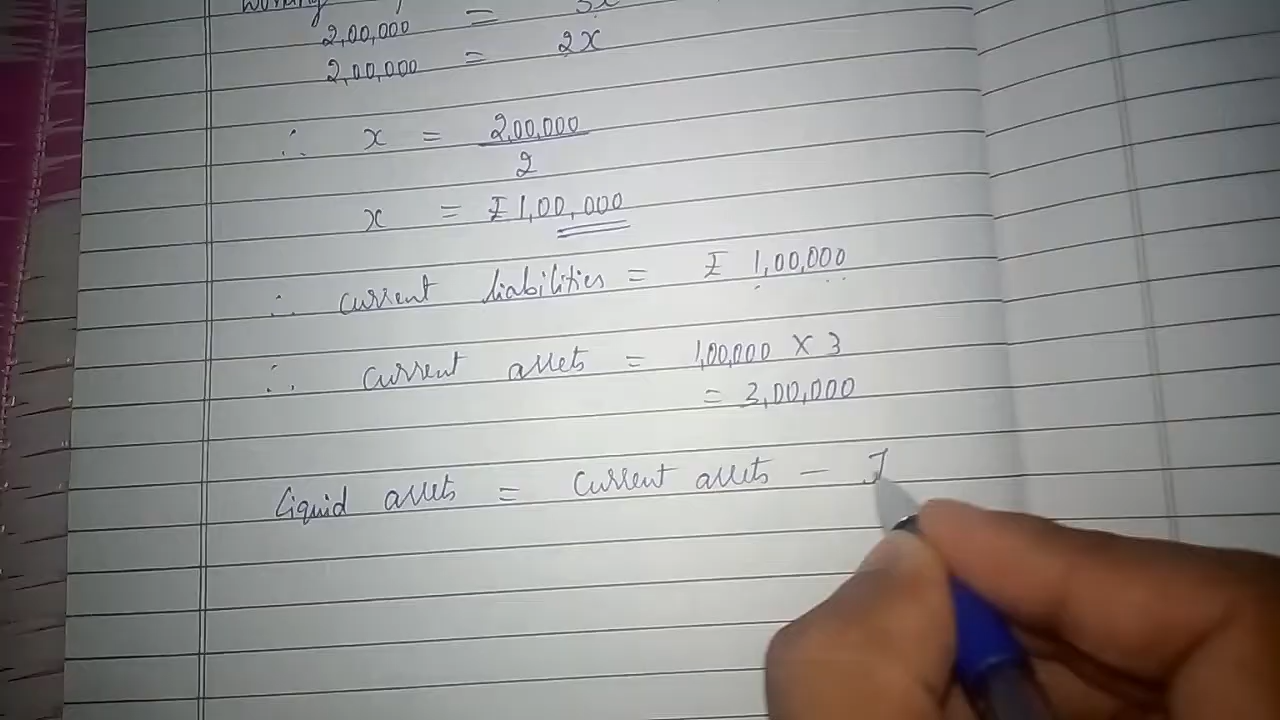 2,00,000 =
2,00,000 = 2x
∴ x = 2,00,000
2
x = ₹ 1,00,000
∴ current liabilities = ₹ 1,00,000
∴ current assets = 1,00,000 × 3
= 3,00,000
Liquid assets = Current assets – I